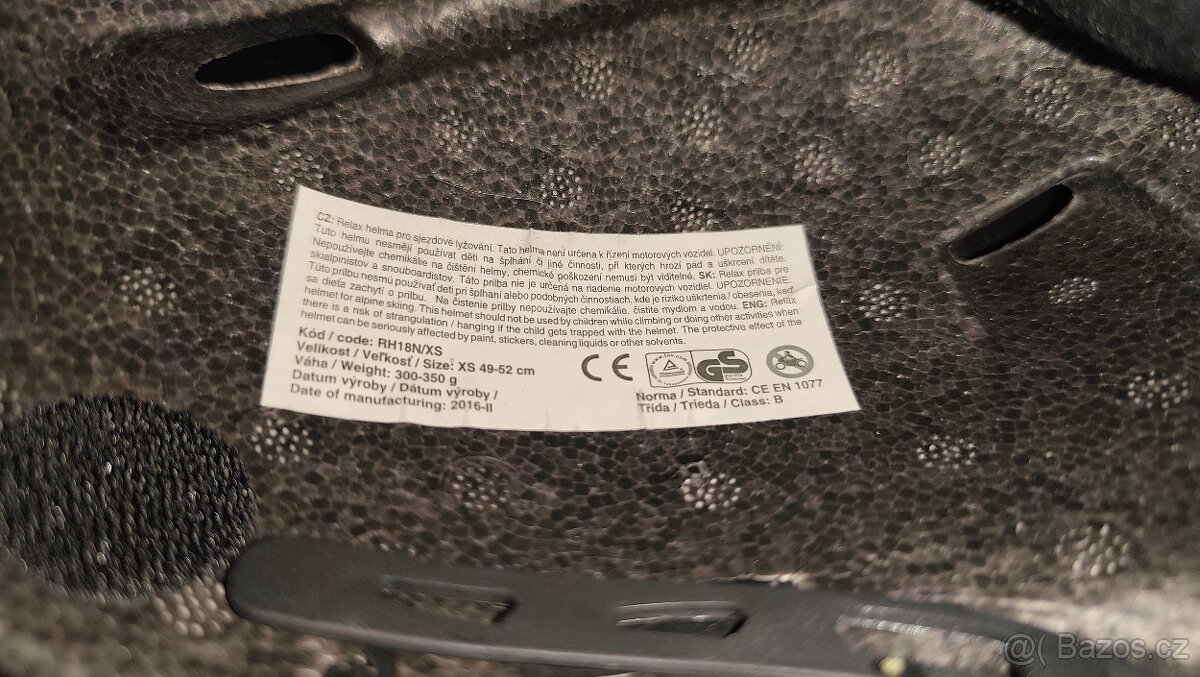 CZ: Relax helma pro sjezdové lyžování. Tato helma není určena k řízení motorových vozidel. UPOZORNĚNÍ:
Tuto helmu nesmějí používat děti na šplhání či jiné činnosti, při kterých hrozí pád a uškrcení dítěte.
Nepoužívejte chemikálie na čištění helmy, chemické poškození nemusí být viditelné. SK: Relax prilba pre
skialpinistov a snouboardistov. Táto prilba nie je určená na riadenie motorových vozidiel. UPOZORNENIE:
Túto prilbu nesmú používať deti pri šplhaní alebo podobných činnostiach, kde je riziko uškrtenia / obesenia, keď
sa dieťa zachytí o prilbu. Na čistenie prilby nepoužívajte chemikálie, čistite mydlom a vodou. ENG: Relax
helmet for alpine skiing. This helmet should not be used by children while climbing or doing other activities when
there is a risk of strangulation / hanging if the child gets trapped with the helmet. The protective effect of the
helmet can be seriously affected by paint, stickers, cleaning liquids or other solvents.
Kód / code: RH18N/XS
Velikost / Veľkosť / Size: XS 49-52 cm
Váha / Weight: 300-350 g
Datum výroby / Dátum výroby /
Date of manufacturing: 2016-II
CE
www.tuv.com
TÜV
GS
Norma / Standard: CE EN 1077
Třída / Trieda / Class: B
@( Bazos.cz